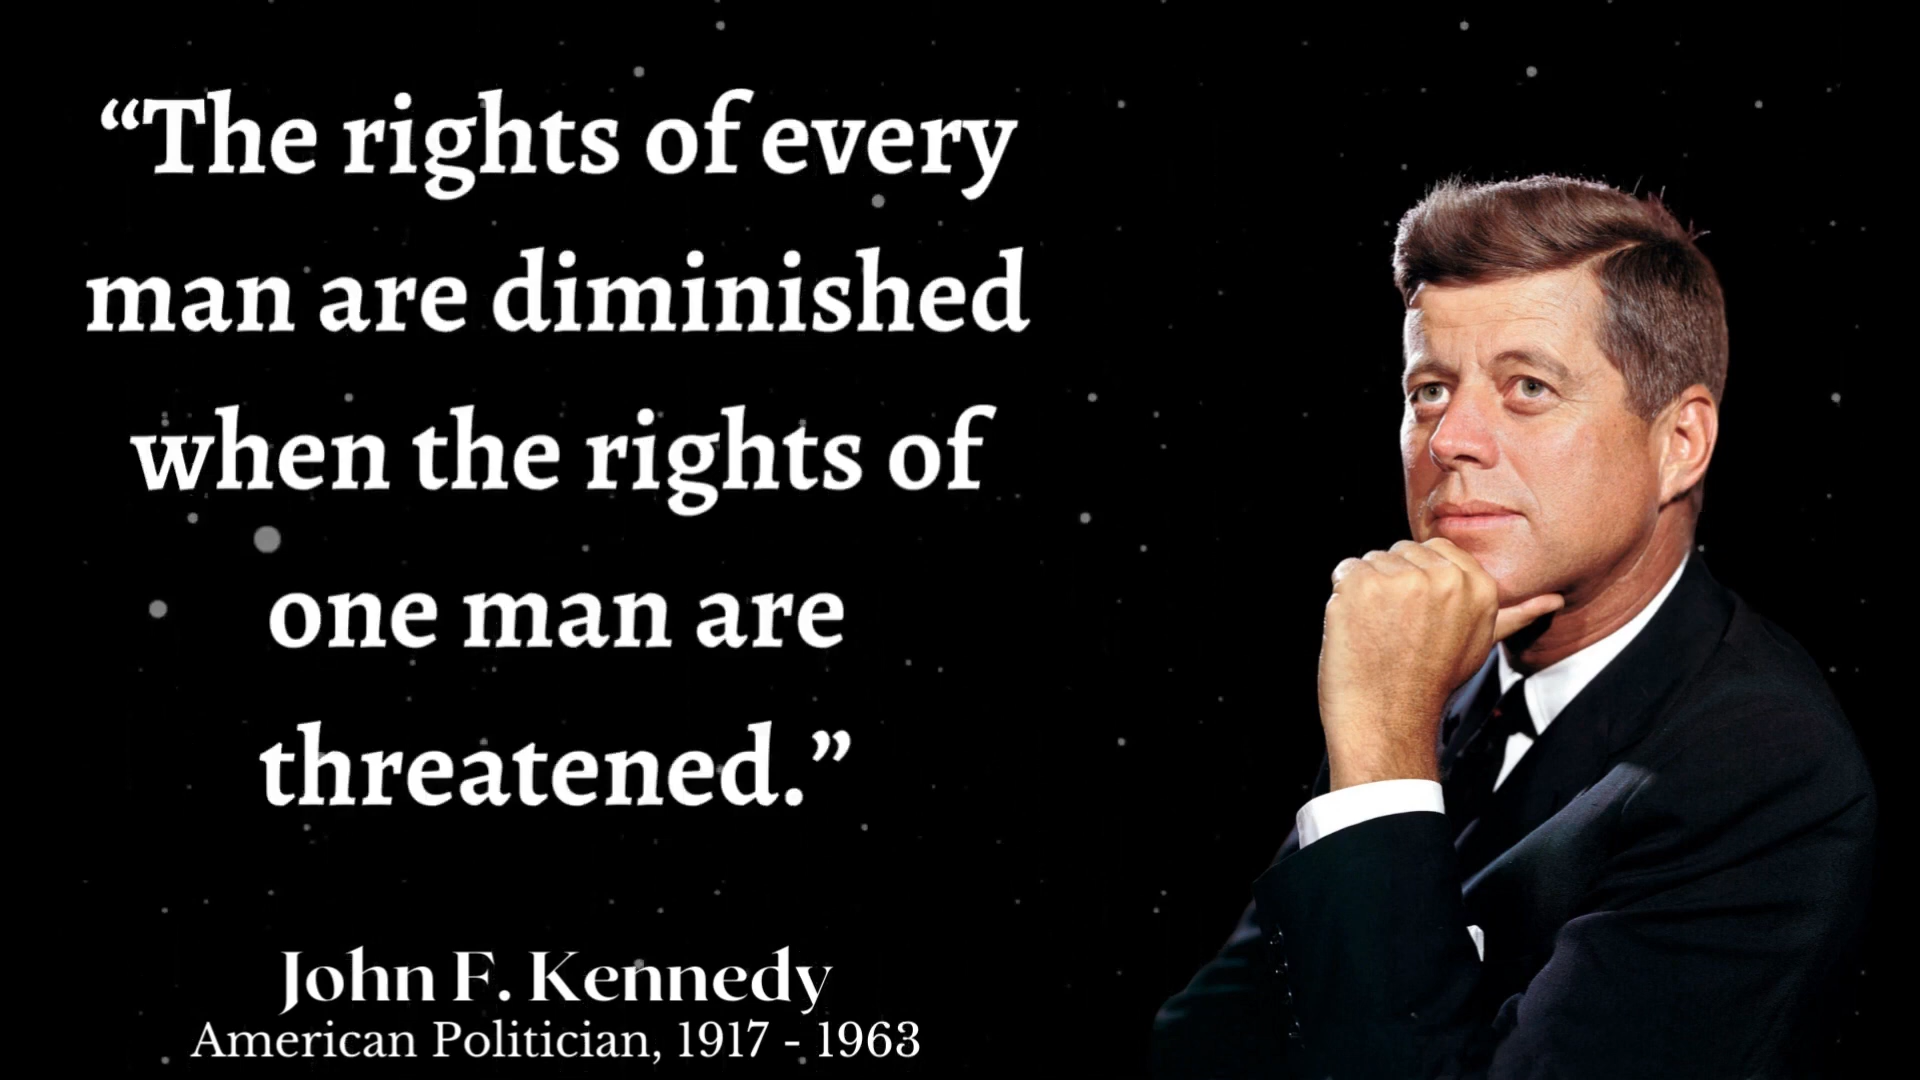 “The rights of every
man are diminished
when the rights of
one man are
threatened.”
John F. Kennedy
American Politician, 1917 - 1963